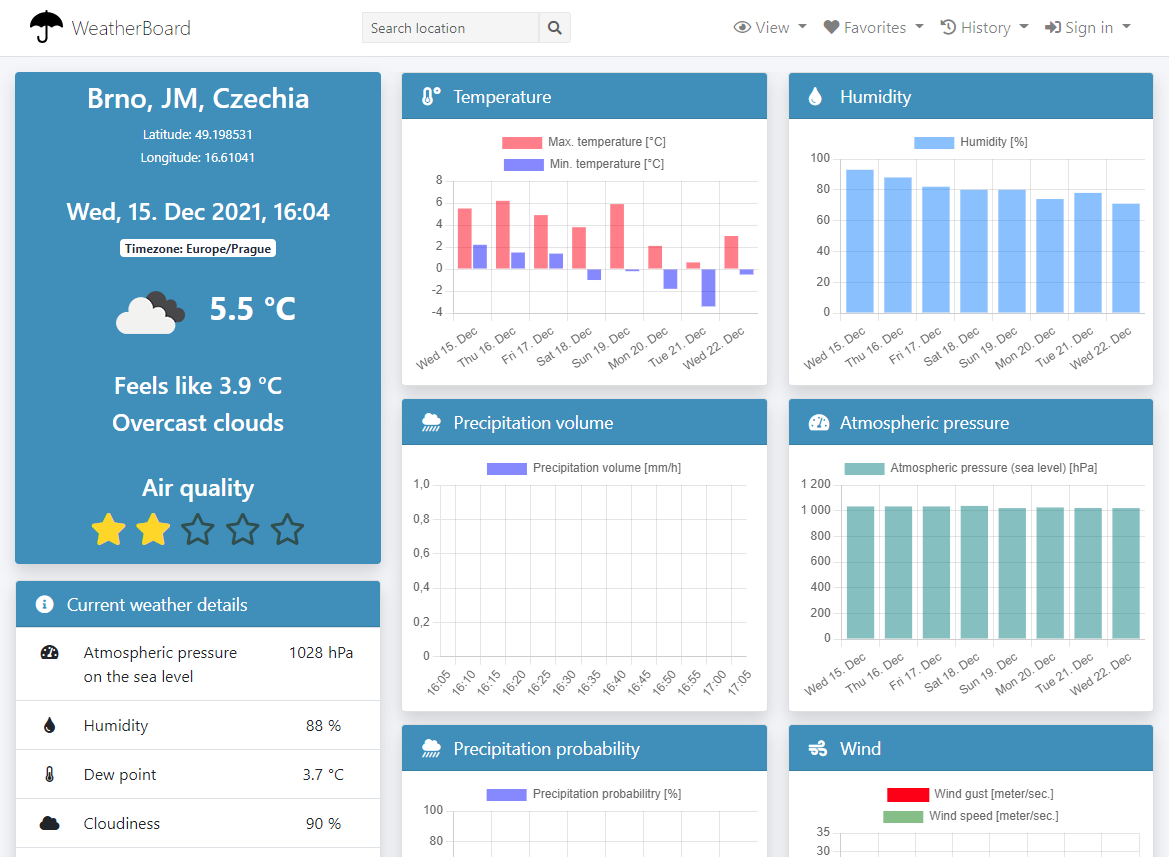 WeatherBoard
Search location
View
Favorites
History
Sign in
Brno, JM, Czechia
Latitude: 49.198531
Longitude: 16.61041
Wed, 15. Dec 2021, 16:04
Timezone: Europe/Prague
5.5 °C
Feels like 3.9 °C
Overcast clouds
Air quality
Current weather details
Atmospheric pressure
on the sea level
1028 hPa
Humidity
88 %
Dew point
3.7 °C
Cloudiness
90 %
Temperature
Max. temperature [°C]
Min. temperature [°C]
8
6
4
2
0
-2
-4
Wed 15. Dec
Thu 16. Dec
Fri 17. Dec
Sat 18. Dec
Sun 19. Dec
Mon 20. Dec
Tue 21. Dec
Wed 22. Dec
Humidity
Humidity [%]
100
80
60
40
20
0
Wed 15. Dec
Thu 16. Dec
Fri 17. Dec
Sat 18. Dec
Sun 19. Dec
Mon 20. Dec
Tue 21. Dec
Wed 22. Dec
Precipitation volume
Precipitation volume [mm/h]
1,0
0,8
0,6
0,4
0,2
0
16:05
16:10
16:15
16:20
16:25
16:30
16:35
16:40
16:45
16:50
16:55
17:00
17:05
Atmospheric pressure
Atmospheric pressure (sea level) [hPa]
1 200
1 000
800
600
400
200
0
Wed 15. Dec
Thu 16. Dec
Fri 17. Dec
Sat 18. Dec
Sun 19. Dec
Mon 20. Dec
Tue 21. Dec
Wed 22. Dec
Precipitation probability
Precipitation probabilitry [%]
100
80
Wind
Wind gust [meter/sec.]
Wind speed [meter/sec.]
35
30